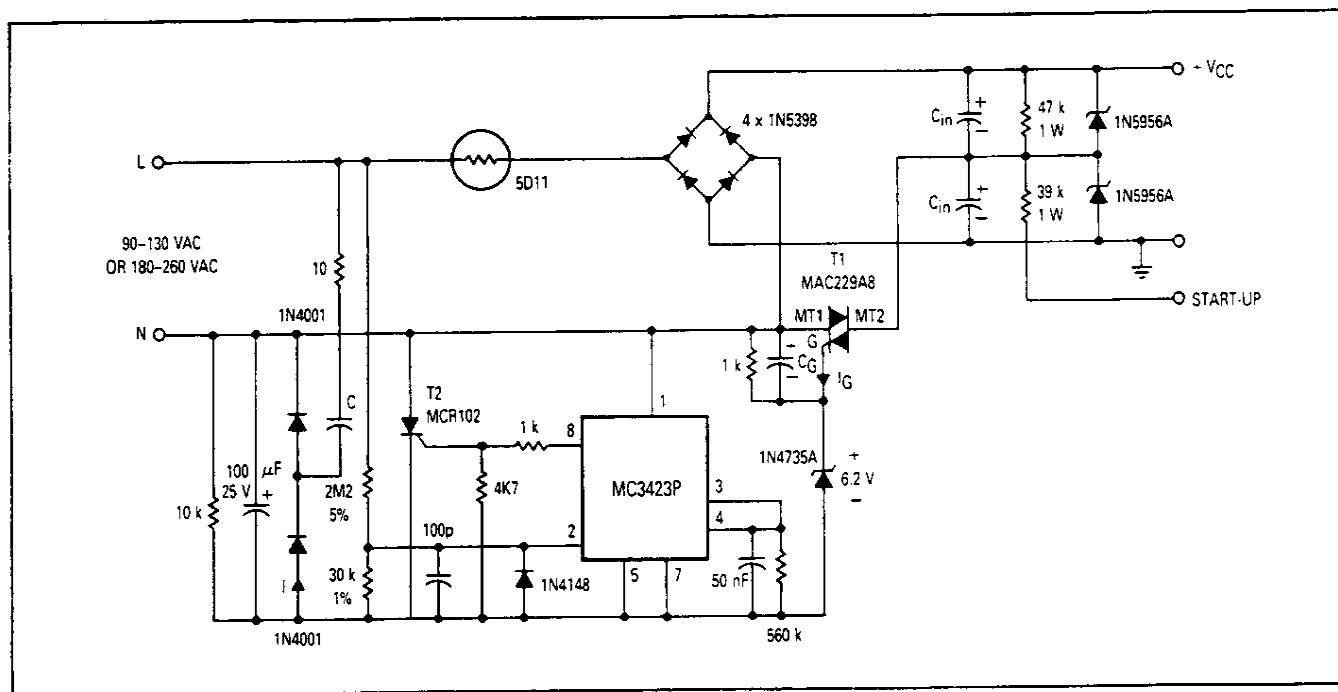 + VCC
4 x 1N5398
Cin
+
−
47 k
1 W
1N5956A
L
5D11
Cin
+
−
39 k
1 W
1N5956A
90–130 VAC
OR 180–260 VAC
10
T1
MAC229A8
START-UP
N
1N4001
MT1
MT2
G
1 k
+
CG
−
IG
T2
MCR102
1
C
1 k
8
MC3423P
1N4735A
+
6.2 V
−
100 μF
25 V
+
10 k
2M2
5%
4K7
3
4
100p
2
5
7
50 nF
I
30 k
1%
1N4148
1N4001
560 k